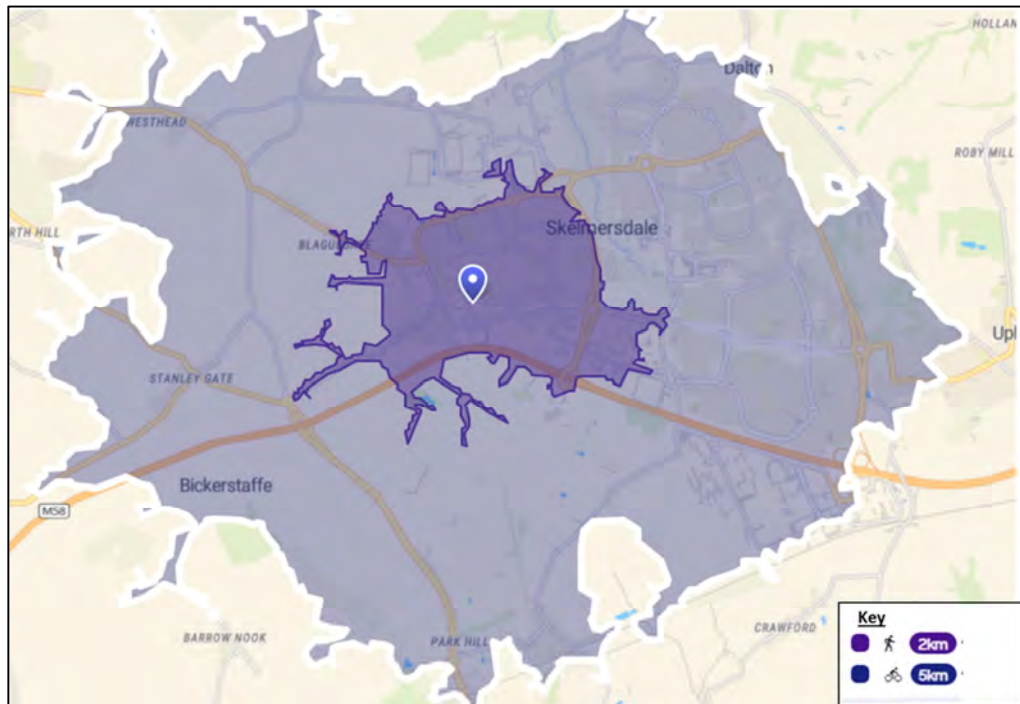 HOLLAN
Dalton
WESTHEAD
ROBY MILL
RTH HILL
BLAGUEGATE
Skelmersdale
Upl
STANLEY GATE
Bickerstaffe
M58
BARROW NOOK
PARK HILL
CRAWFORD
Key
2km
5km